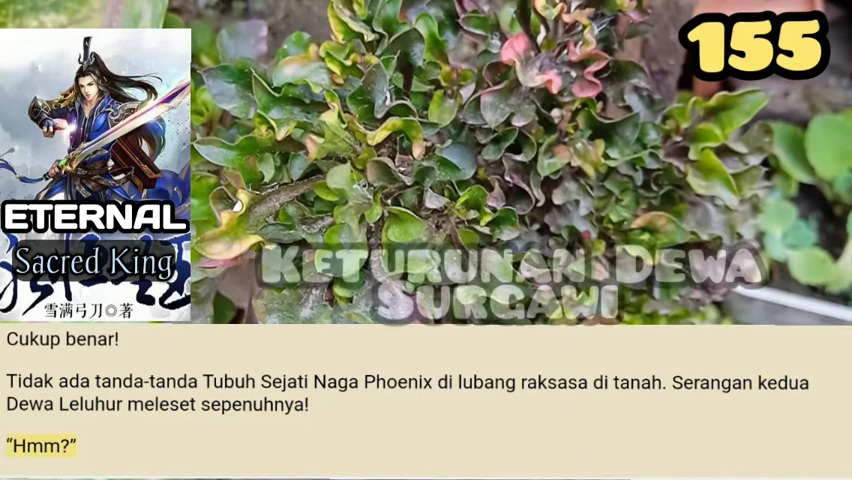 155
ETERNAL
Sacred King
雪满弓刀◎著
KETURUNAN DEWA
SURGAWI
Cukup benar!
Tidak ada tanda-tanda Tubuh Sejati Naga Phoenix di lubang raksasa di tanah. Serangan kedua
Dewa Leluhur meleset sepenuhnya!
“Hmm?”